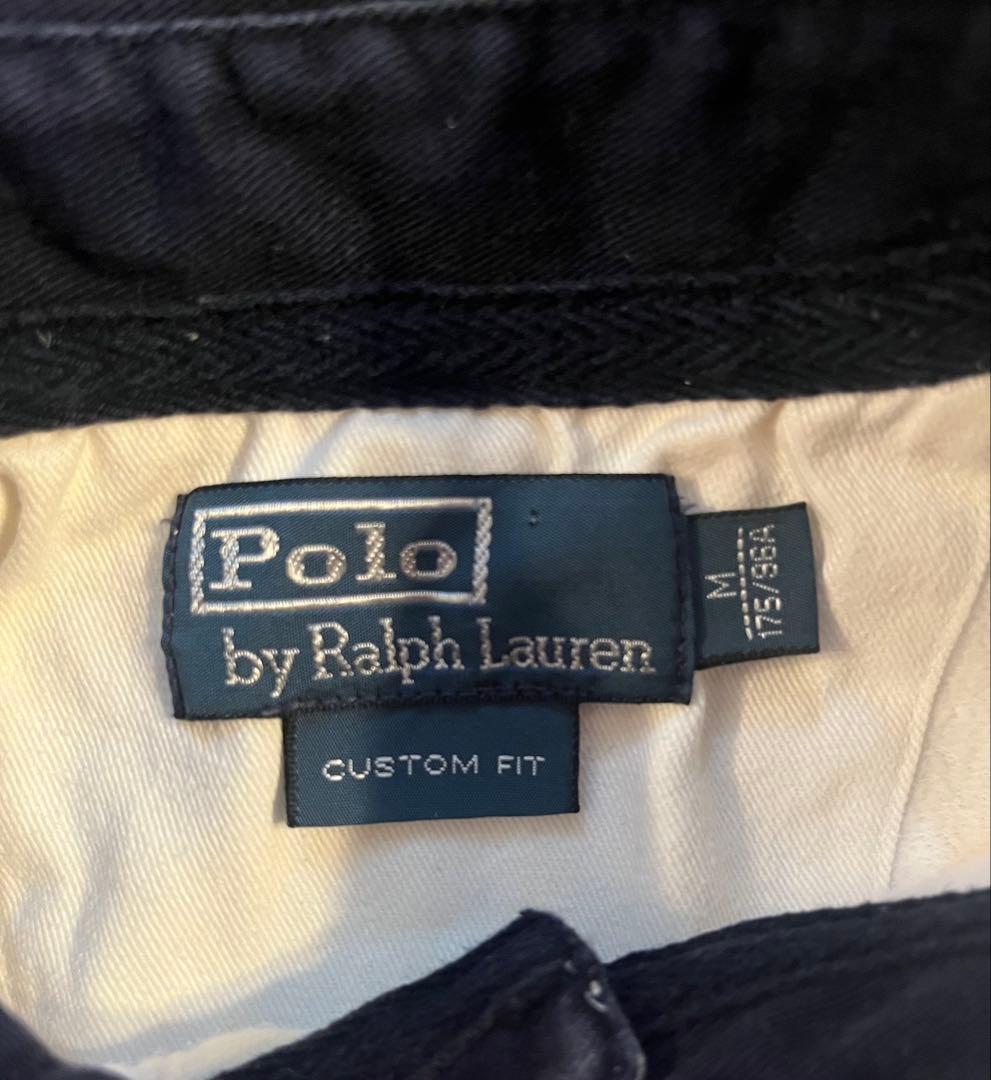 Polo
by Ralph Lauren
M
175/96A
CUSTOM FIT